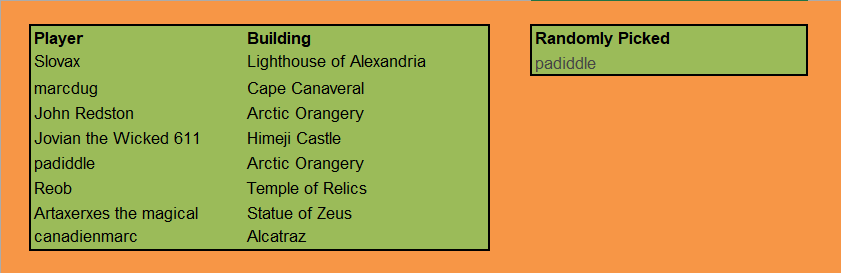 Player Building
Slovax Lighthouse of Alexandria
marcdug Cape Canaveral
John Redston Arctic Orangery
Jovian the Wicked 611 Himeji Castle
padiddle Arctic Orangery
Reob Temple of Relics
Artaxerxes the magical Statue of Zeus
canadienmarc Alcatraz
Randomly Picked
padiddle